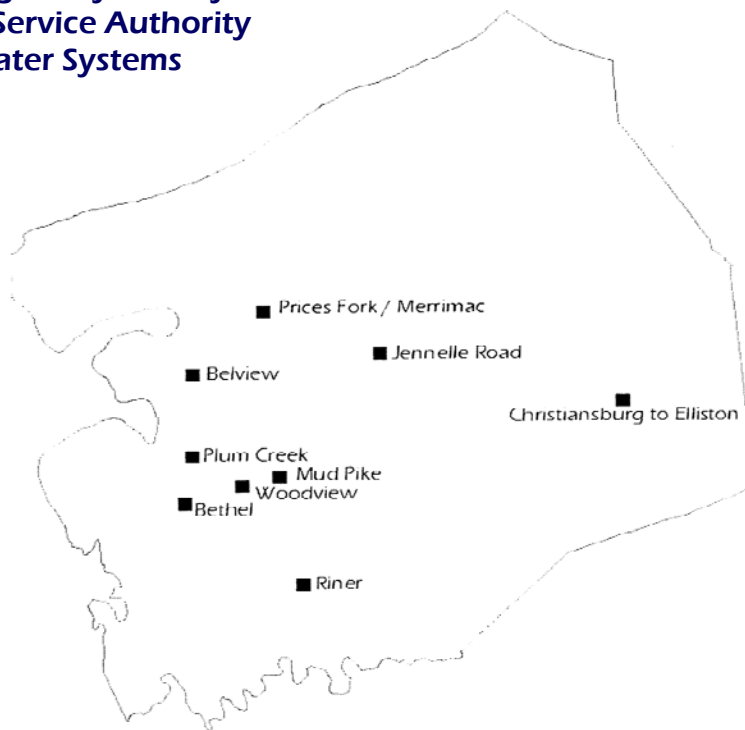 Service Authority
ater Systems
Prices Fork / Merrimac
Jennelle Road
Belview
Christiansburg to Elliston
Plum Creek
Mud Pike
Woodview
Bethel
Riner